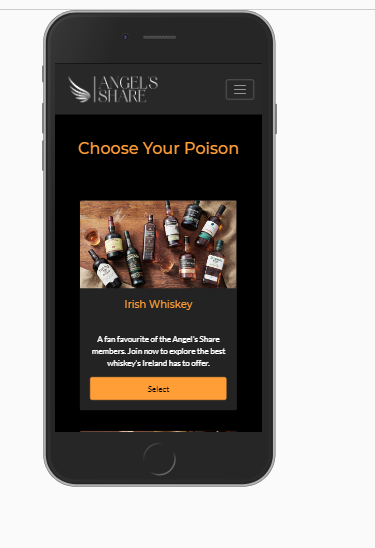 ANGEL'S
SHARE
Choose Your Poison
Irish Whiskey
A fan favourite of the Angel's Share
members. Join now to explore the best
whiskey's Ireland has to offer.
Select